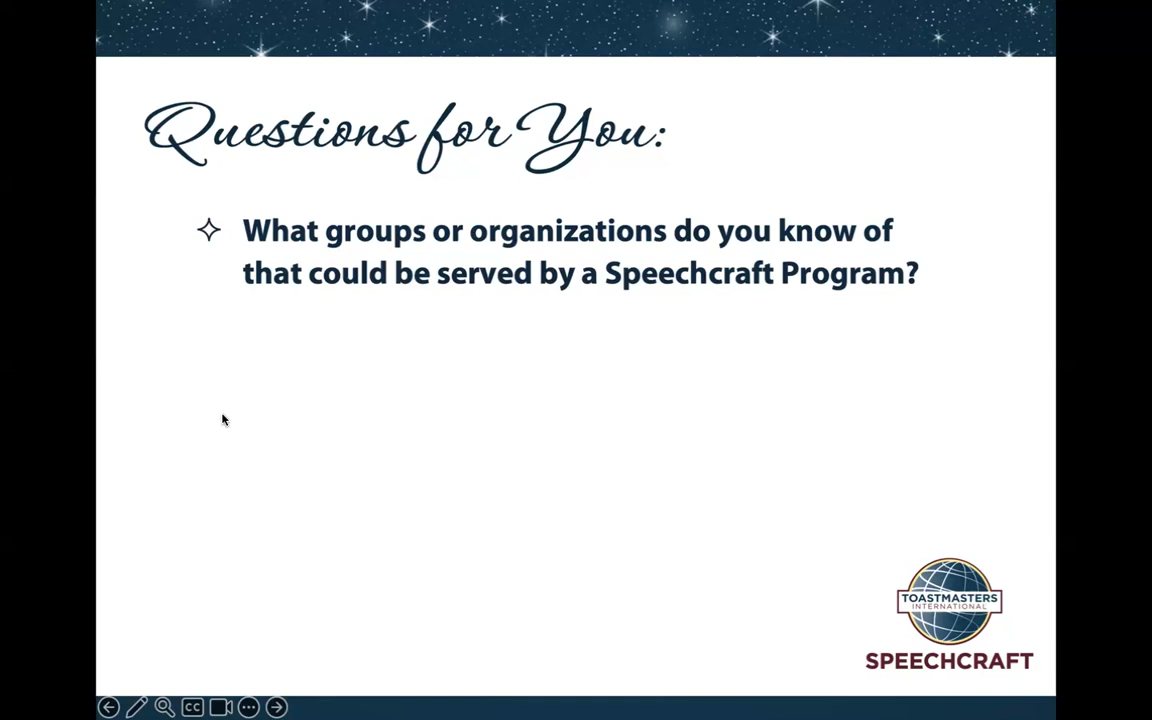 Questions for You:
What groups or organizations do you know of
that could be served by a Speechcraft Program?
TOASTMASTERS
INTERNATIONAL
SPEECHCRAFT
CC